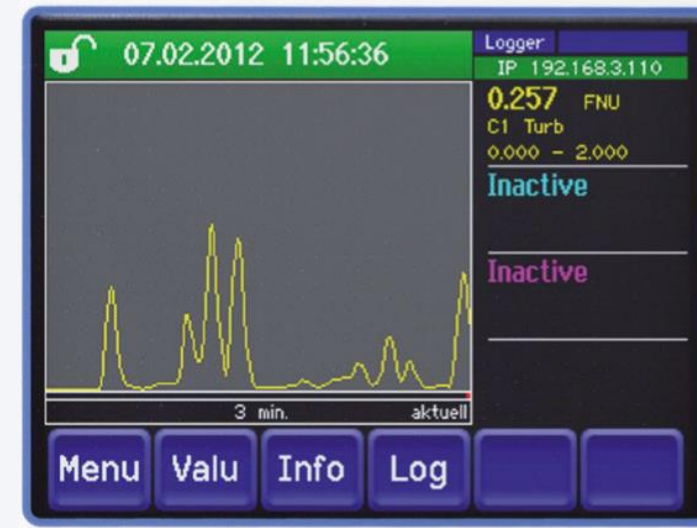 07.02.2012 11:56:36
Logger
IP 192.168.3.110
0.257 FNU
C1 Turb
0.000 - 2.000
Inactive
Inactive
3 min. aktuell
Menu Valu Info Log